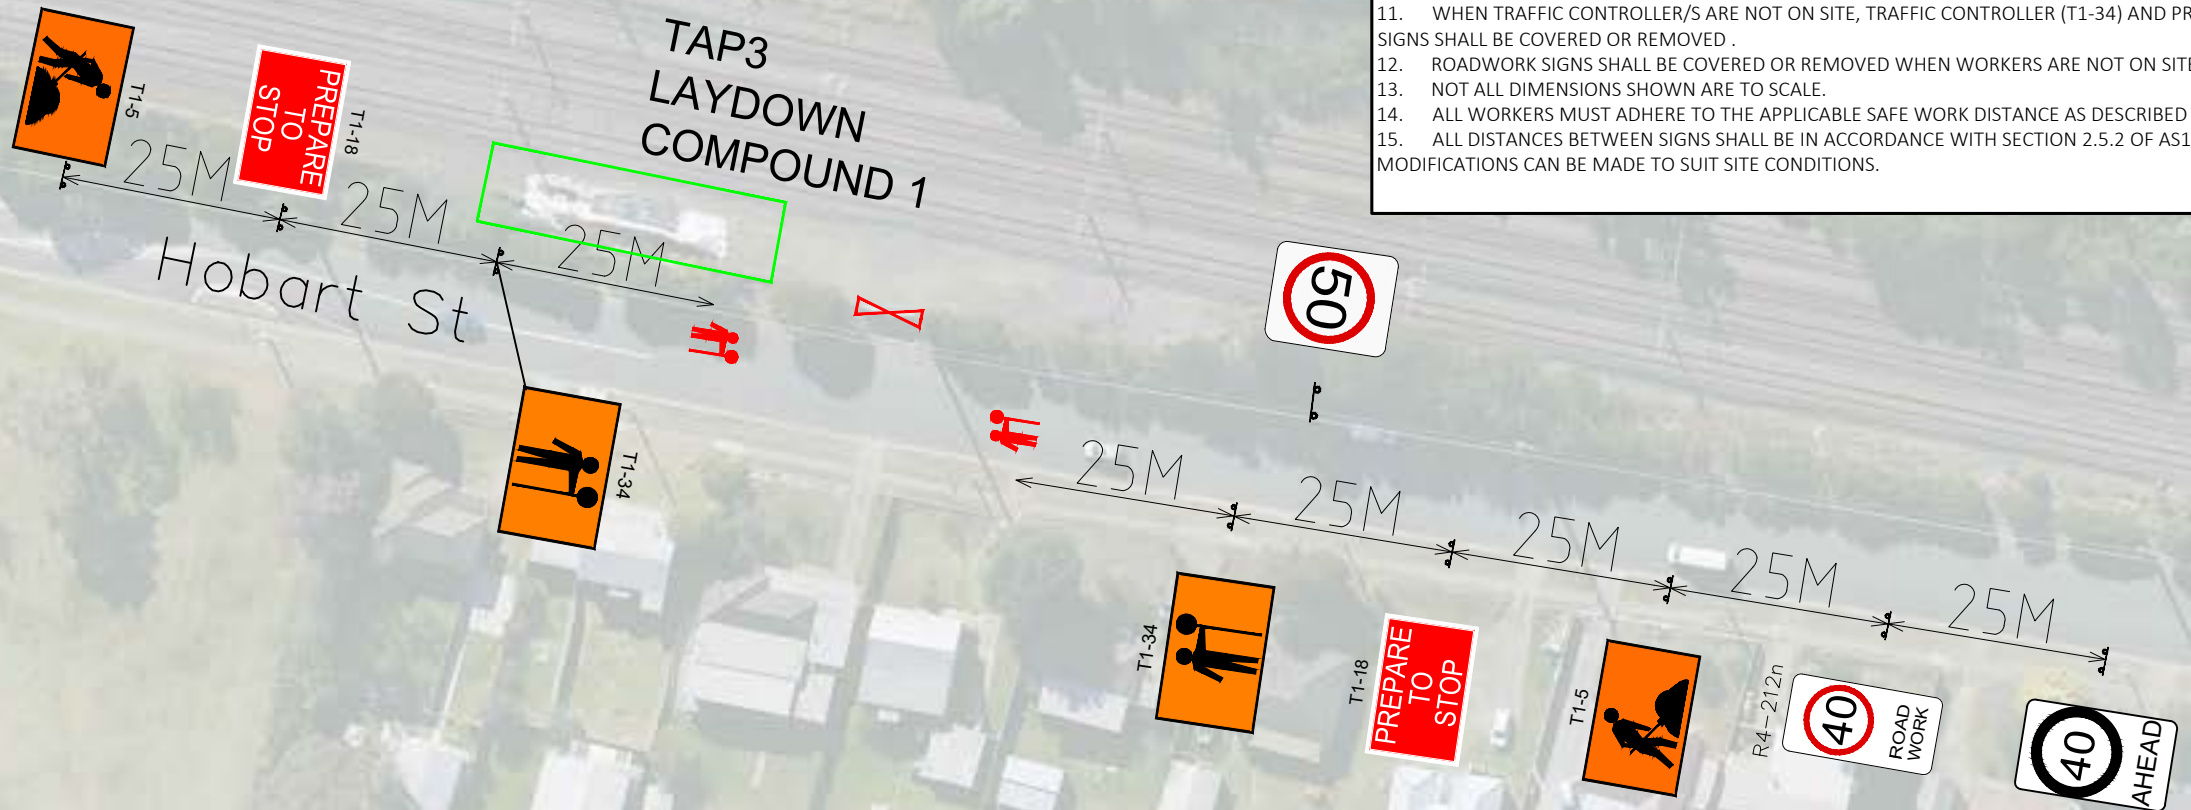 11. WHEN TRAFFIC CONTROLLER/S ARE NOT ON SITE, TRAFFIC CONTROLLER (T1-34) AND
SIGNS SHALL BE COVERED OR REMOVED .
12. ROADWORK SIGNS SHALL BE COVERED OR REMOVED WHEN WORKERS ARE NOT ON SITE
13. NOT ALL DIMENSIONS SHOWN ARE TO SCALE.
14. ALL WORKERS MUST ADHERE TO THE APPLICABLE SAFE WORK DISTANCE AS DESCRIBED
15. ALL DISTANCES BETWEEN SIGNS SHALL BE IN ACCORDANCE WITH SECTION 2.5.2 OF AS1
MODIFICATIONS CAN BE MADE TO SUIT SITE CONDITIONS.
TAP3
LAYDOWN
COMPOUND 1
T1-5
PREPARE
TO
STOP
T1-18
25M
25M
25M
Hobart St
T1-34
50
25M
25M
25M
25M
25M
T1-34
T1-18
PREPARE
TO
STOP
T1-5
R4-212n
40
ROAD
WORK
40
AHEAD